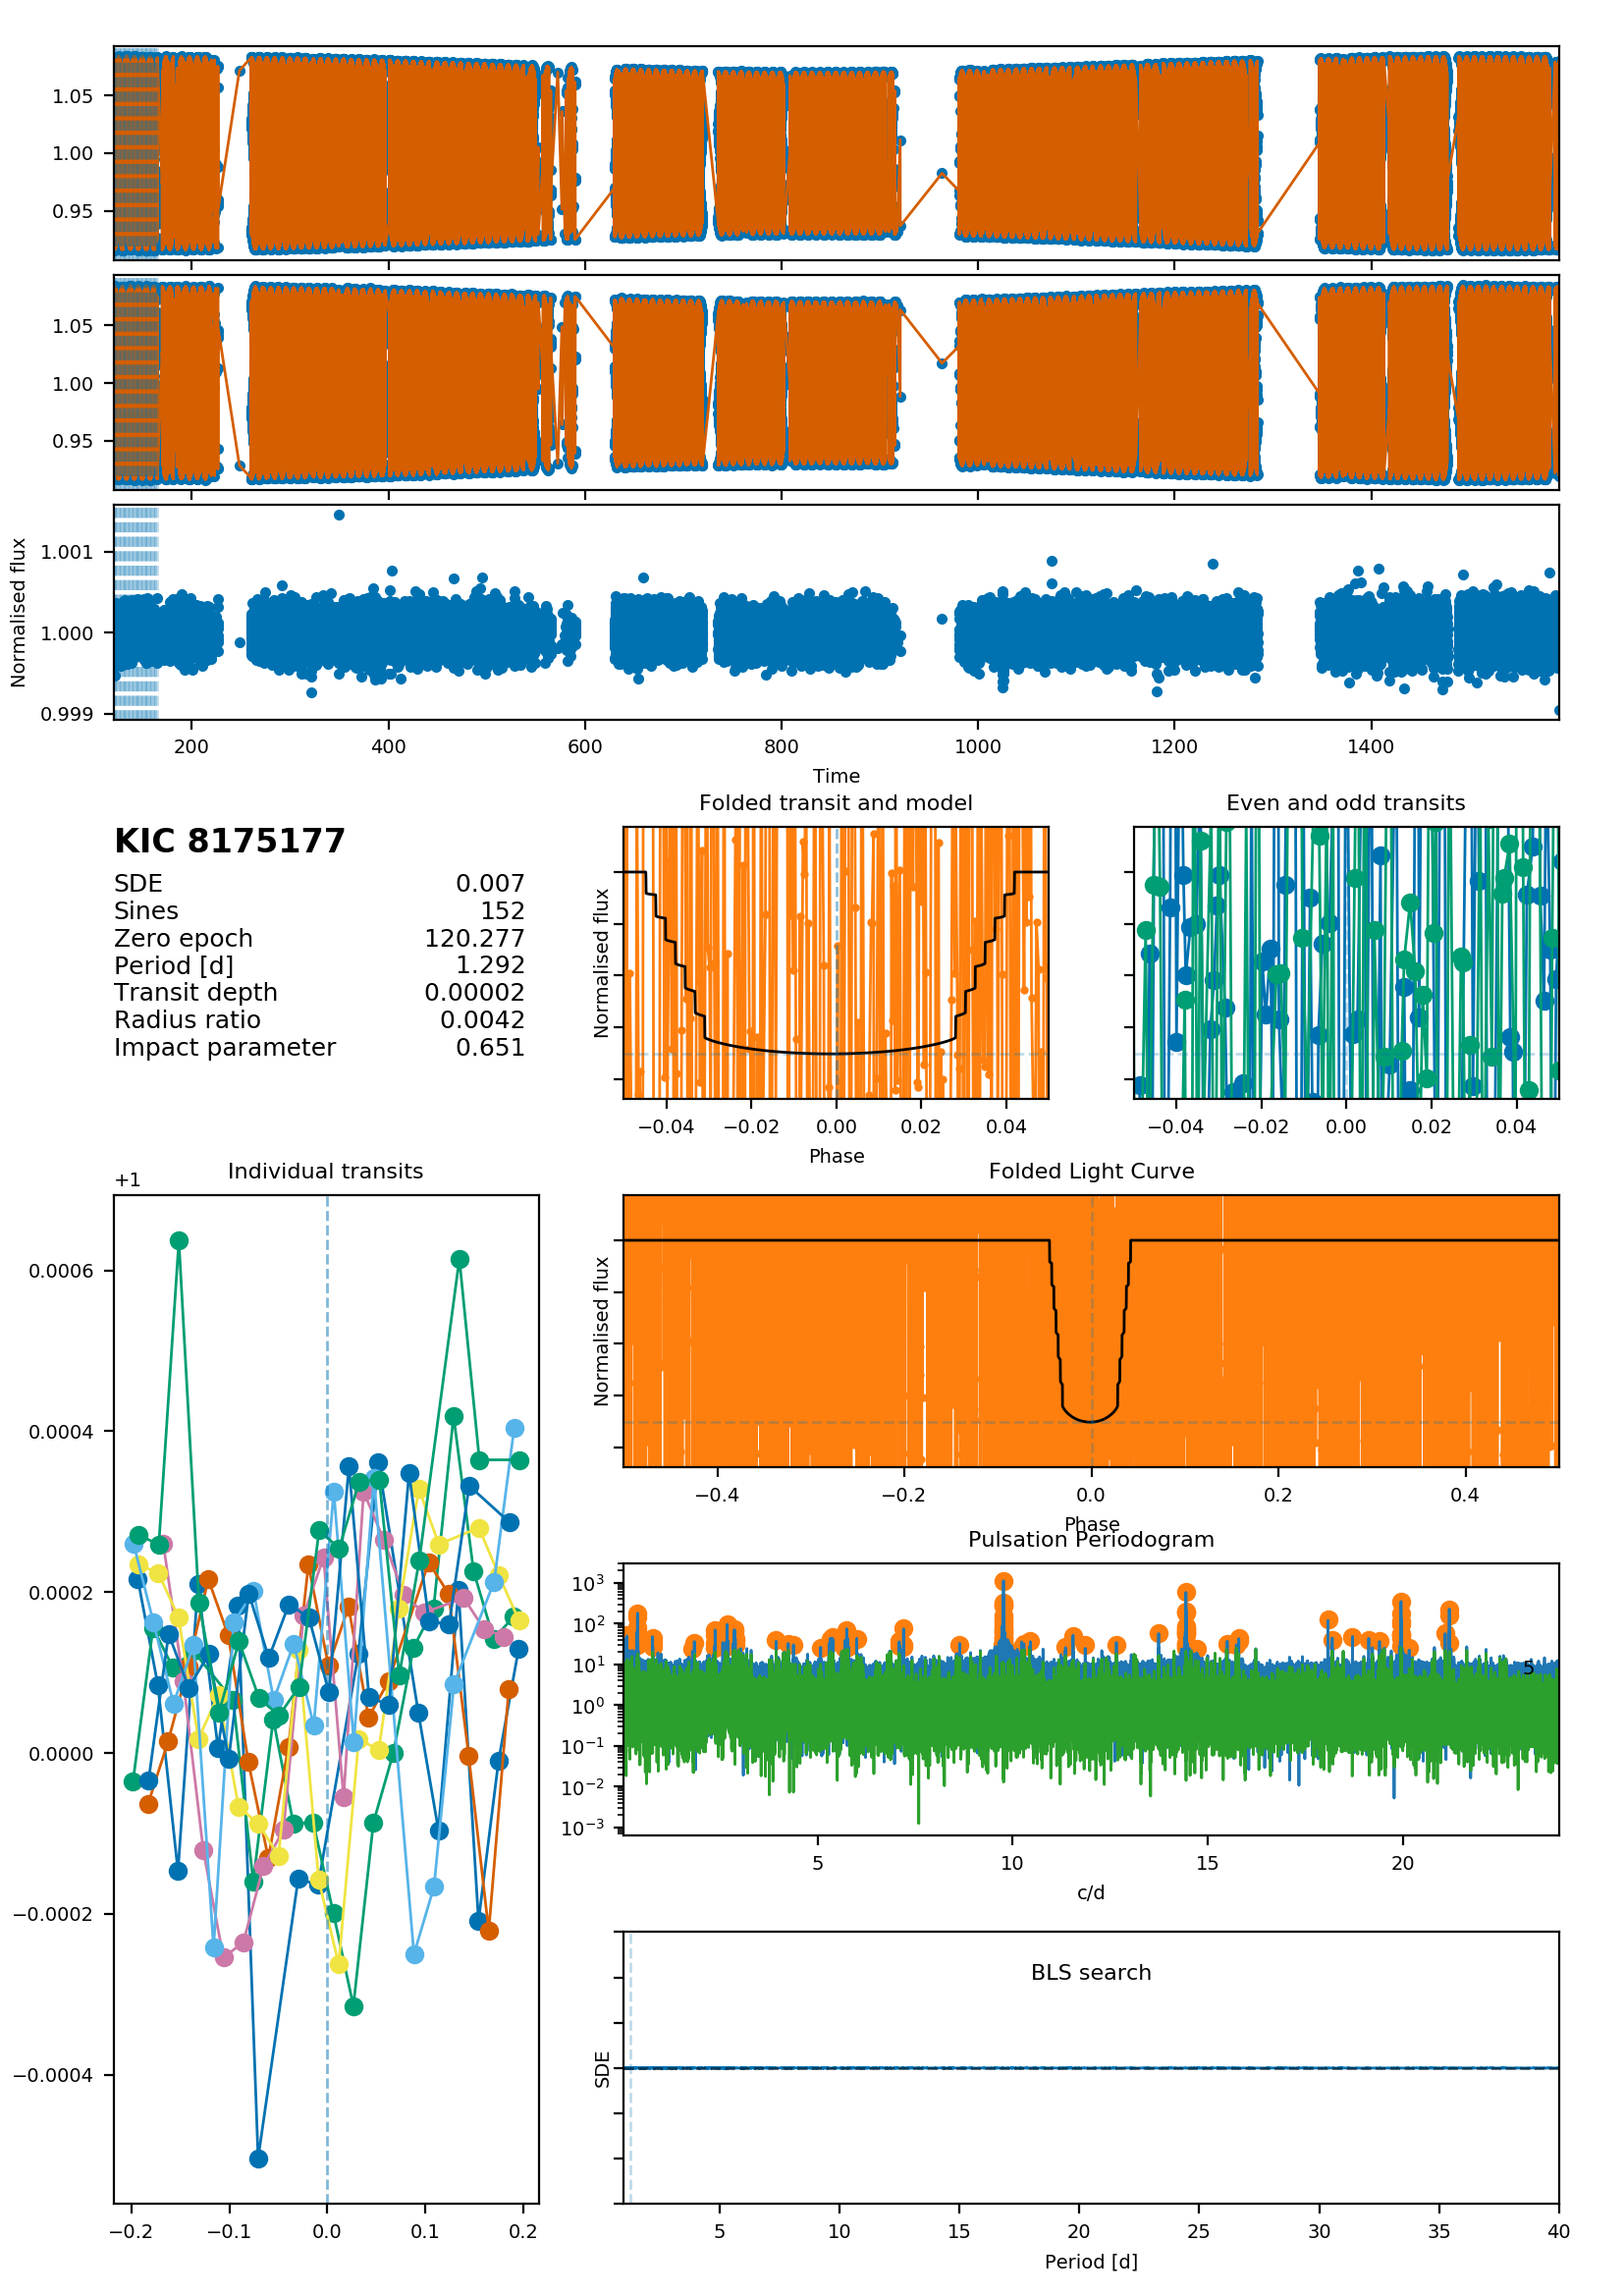 1.05
1.00
0.95
1.05
1.00
0.95
Normalised flux
1.001
1.000
0.999
200 400 600 800 1000 1200 1400
Time
KIC 8175177
SDE 0.007
Sines 152
Zero epoch 120.277
Period [d] 1.292
Transit depth 0.00002
Radius ratio 0.0042
Impact parameter 0.651
Folded transit and model
Normalised flux
−0.04 −0.02 0.00 0.02 0.04
Phase
Even and odd transits
−0.04 −0.02 0.00 0.02 0.04
Individual transits
+1
0.0006
0.0004
0.0002
0.0000
−0.0002
−0.0004
−0.2 −0.1 0.0 0.1 0.2
Folded Light Curve
Normalised flux
−0.4 −0.2 0.0 0.2 0.4
Phase
Pulsation Periodogram
10³
10²
10¹
10⁰
10⁻¹
10⁻²
10⁻³
5
5 10 15 20
c/d
BLS search
SDE
5 10 15 20 25 30 35 40
Period [d]